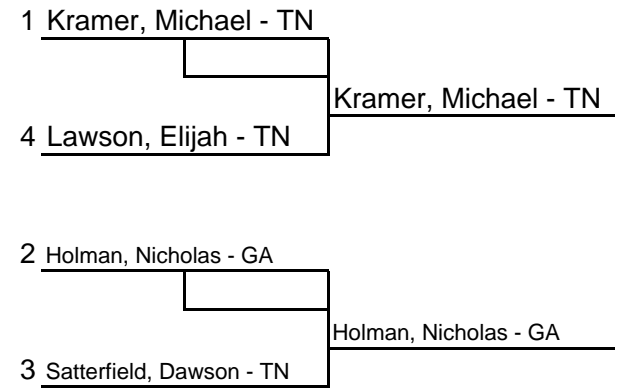 1 Kramer, Michael - TN
Kramer, Michael - TN
4 Lawson, Elijah - TN
2 Holman, Nicholas - GA
Holman, Nicholas - GA
3 Satterfield, Dawson - TN